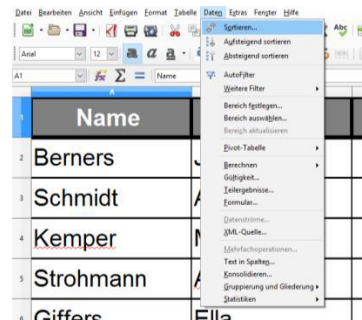 Datei Bearbeiten Ansicht Einfügen Format Tabelle Daten Extras Fenster Hilfe
Arial 12 a a a
A1 Name
A
1 Name
2 Berners
3 Schmidt
4 Kemper
5 Strohmann
Giffers Ella
Sortieren...
Aufsteigend sortieren
Absteigend sortieren
AutoFilter
Weitere Filter
Bereich festlegen...
Bereich auswählen...
Bereich aktualisieren
Pivot-Tabelle
Berechnen
Gültigkeit...
Teilergebnisse...
Formular...
Datenströme...
XML-Quelle...
Mehrfachoperationen...
Text in Spalten...
Konsolidieren...
Gruppierung und Gliederung
Statistiken